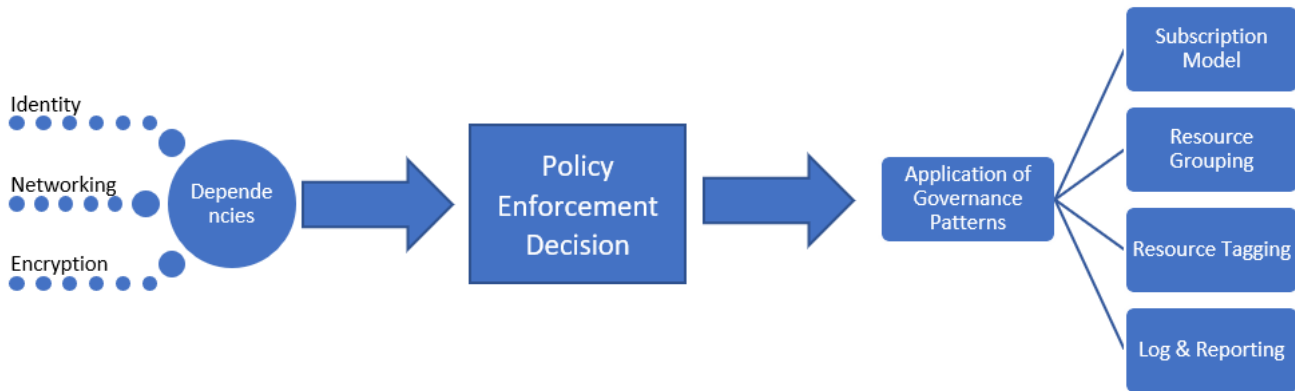 Identity
Networking
Encryption
Depende
ncies
Policy
Enforcement
Decision
Application of
Governance
Patterns
Subscription
Model
Resource
Grouping
Resource Tagging
Log & Reporting